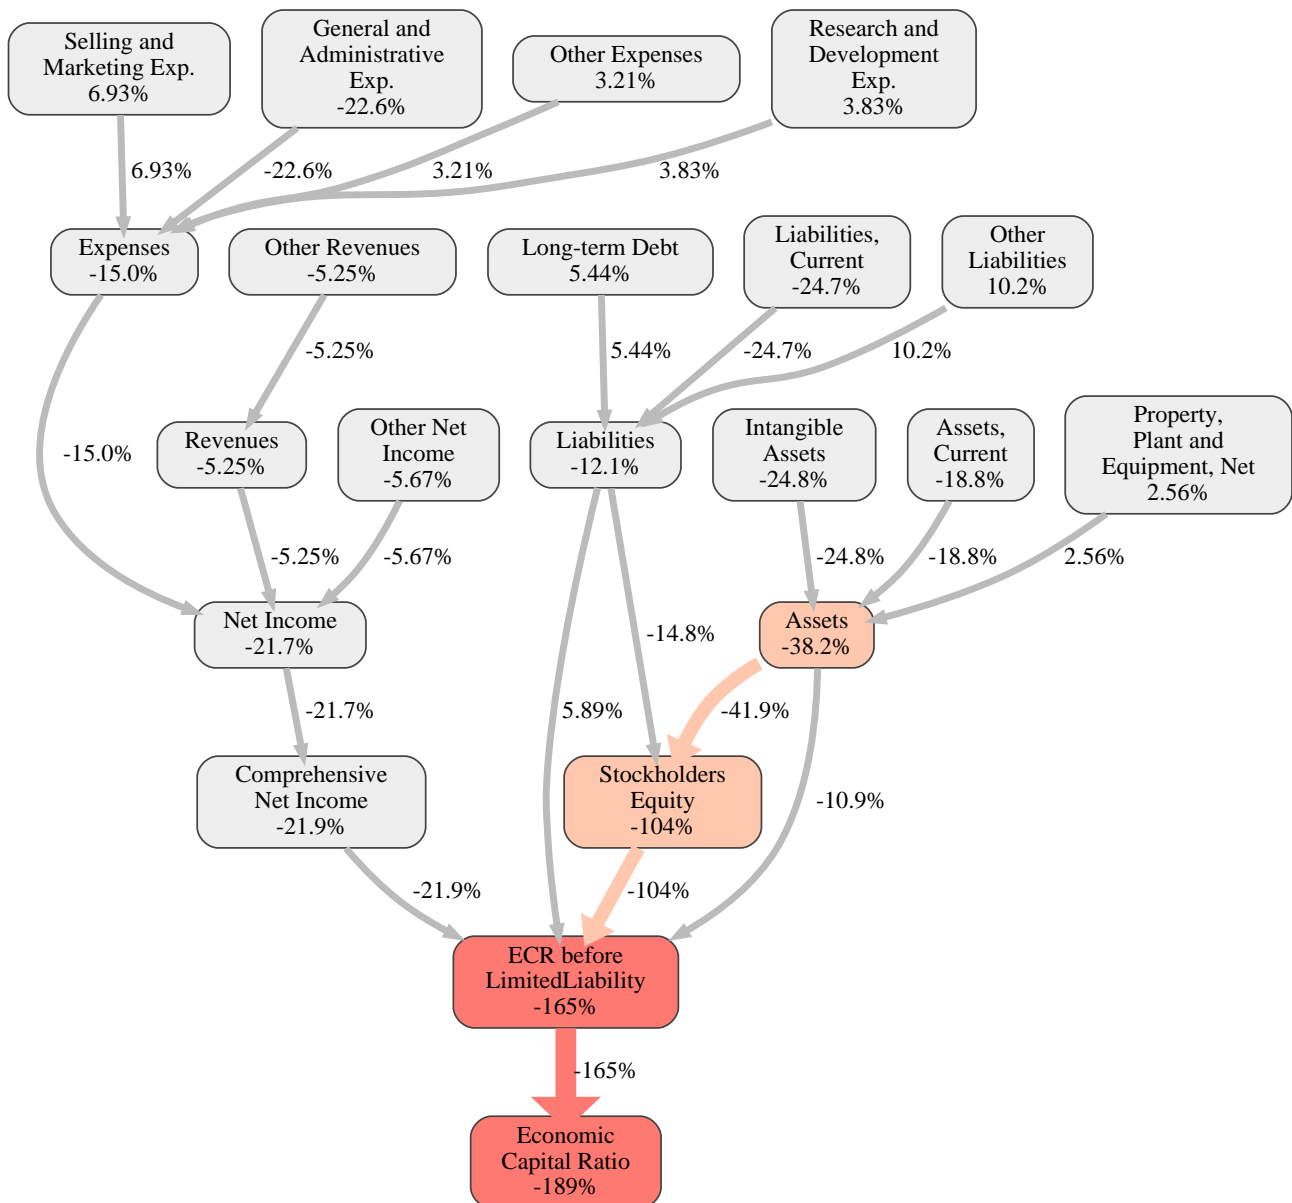 Selling and
Marketing Exp.
6.93%
General and
Administrative
Exp.
-22.6%
Other Expenses
3.21%
Research and
Development
Exp.
3.83%
6.93%
-22.6%
3.21%
3.83%
Expenses
-15.0%
Other Revenues
-5.25%
Long-term Debt
5.44%
Liabilities,
Current
-24.7%
Other
Liabilities
10.2%
-5.25%
5.44%
-24.7%
10.2%
-15.0%
Revenues
-5.25%
Other Net
Income
-5.67%
Liabilities
-12.1%
Intangible
Assets
-24.8%
Assets,
Current
-18.8%
Property,
Plant and
Equipment, Net
2.56%
-5.25%
-5.67%
-24.8%
-18.8%
2.56%
Net Income
-21.7%
-14.8%
Assets
-38.2%
-21.7%
5.89%
-41.9%
Comprehensive
Net Income
-21.9%
Stockholders
Equity
-104%
-10.9%
-21.9%
-104%
ECR before
LimitedLiability
-165%
-165%
Economic
Capital Ratio
-189%